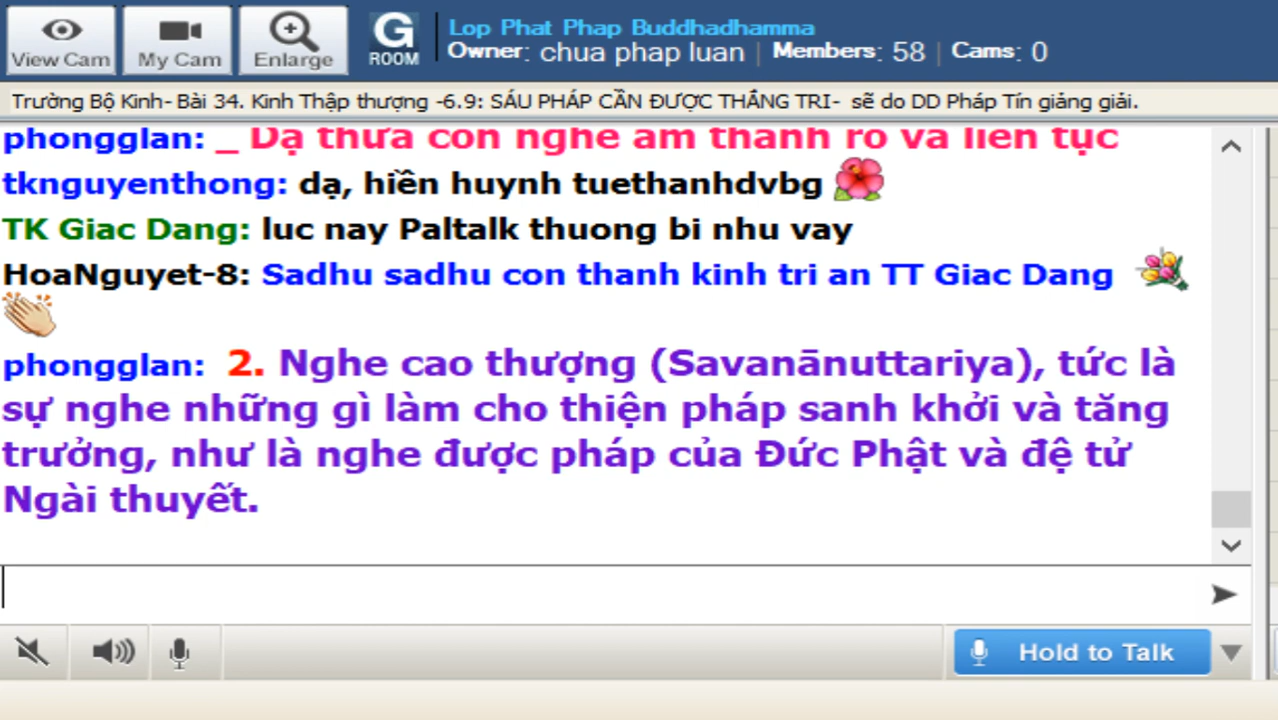 View Cam
My Cam
Enlarge
G
ROOM
Lop Phat Phap Buddhadhamma
Owner: chua phap luan | Members: 58 | Cams: 0
Trường Bộ Kinh- Bài 34. Kinh Thập thượng -6.9: SÁU PHÁP CẦN ĐƯỢC THẮNG TRI- sẽ do DD Pháp Tín giảng giải.
phongglan: _ Dạ thưa con nghe âm thanh rõ và liên tục
tknguyenthong: dạ, hiền huynh tuethanhdvbg
TK Giac Dang: luc nay Paltalk thuong bi nhu vay
HoaNguyet-8: Sadhu sadhu con thanh kinh tri an TT Giac Dang
phongglan: 2. Nghe cao thượng (Savanānuttariya), tức là
sự nghe những gì làm cho thiện pháp sanh khởi và tăng
trưởng, như là nghe được pháp của Đức Phật và đệ tử
Ngài thuyết.
Hold to Talk